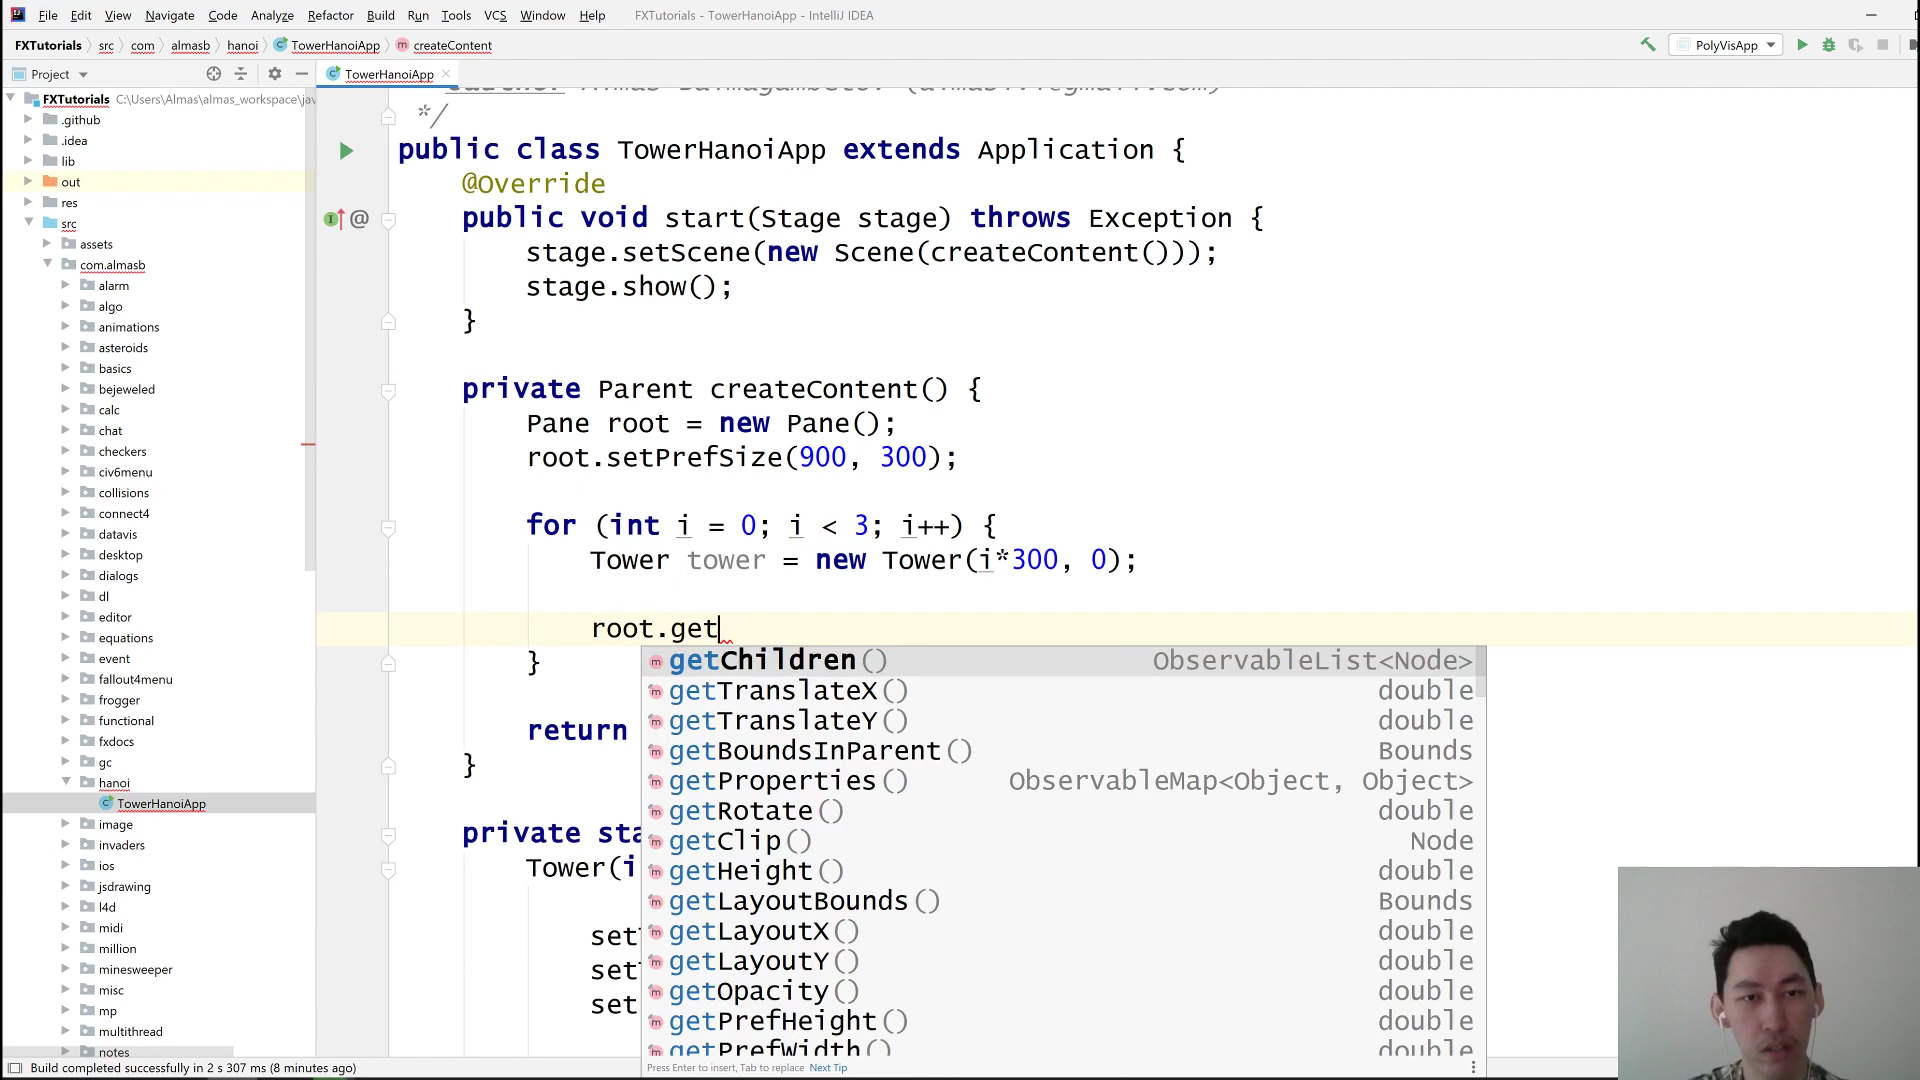 File Edit View Navigate Code Analyze Refactor Build Run Tools VCS Window Help FXTutorials - TowerHanoiApp - IntelliJ IDEA
FXTutorials src com almasb hanoi TowerHanoiApp createContent PolyVisApp
Project TowerHanoiApp
FXTutorials C:\Users\Almas\almas_workspace\jav
.github
.idea
lib
out
res
src
assets
com.almasb
alarm
algo
animations
asteroids
basics
bejeweled
calc
chat
checkers
civ6menu
collisions
connect4
datavis
desktop
dialogs
dl
editor
equations
event
fallout4menu
frogger
functional
fxdocs
gc
hanoi
TowerHanoiApp
image
invaders
ios
jsdrawing
l4d
midi
million
minesweeper
misc
mp
multithread
notes
*/
public class TowerHanoiApp extends Application {
@Override
public void start(Stage stage) throws Exception {
stage.setScene(new Scene(createContent()));
stage.show();
}
private Parent createContent() {
Pane root = new Pane();
root.setPrefSize(900, 300);
for (int i = 0; i < 3; i++) {
Tower tower = new Tower(i*300, 0);
root.get
}
return
}
private sta
Tower(i
set
set
set
getChildren() ObservableList<Node>
getTranslateX() double
getTranslateY() double
getBoundsInParent() Bounds
getProperties() ObservableMap<Object, Object>
getRotate() double
getClip() Node
getHeight() double
getLayoutBounds() Bounds
getLayoutX() double
getLayoutY() double
getOpacity() double
getPrefHeight() double
getPrefWidth() double
Press Enter to insert, Tab to replace Next Tip
Build completed successfully in 2 s 307 ms (8 minutes ago)